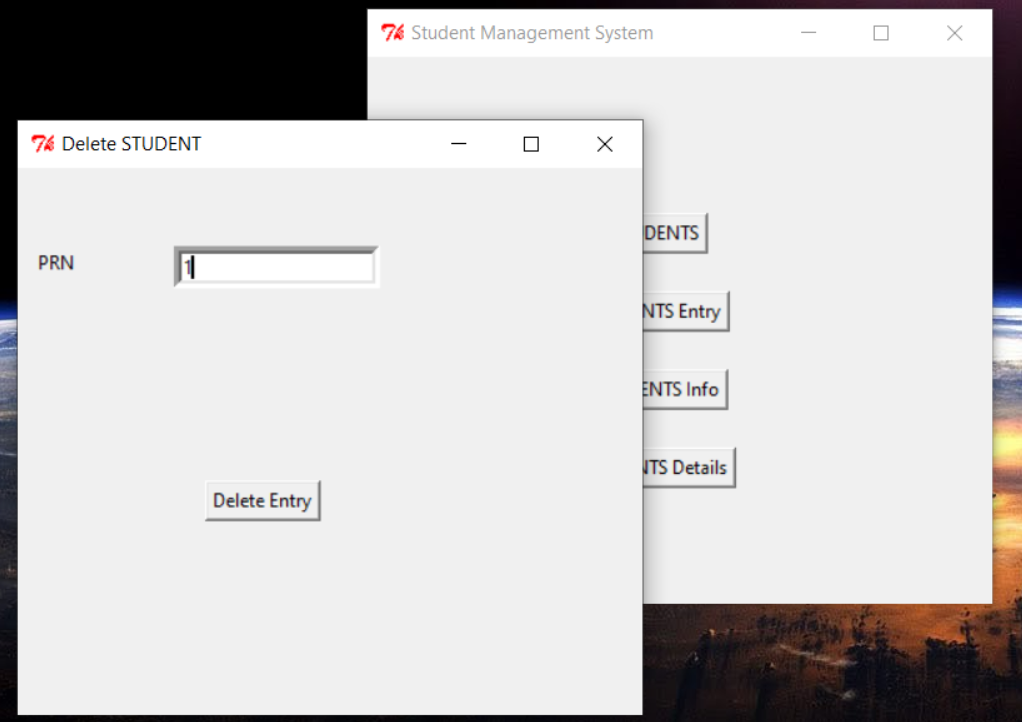 Student Management System
Delete STUDENT
PRN
1
Delete Entry
DENTS
NTS Entry
ENTS Info
NTS Details